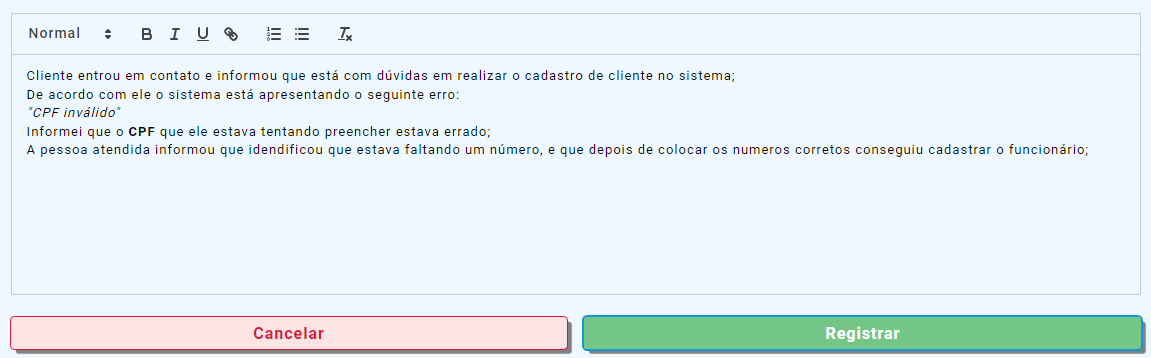 Normal
Cliente entrou em contato e informou que está com dúvidas em realizar o cadastro de cliente no sistema;
De acordo com ele o sistema está apresentando o seguinte erro:
"CPF inválido"
Informei que o CPF que ele estava tentando preencher estava errado;
A pessoa atendida informou que idendificou que estava faltando um número, e que depois de colocar os numeros corretos conseguiu cadastrar o funcionário;
Cancelar
Registrar